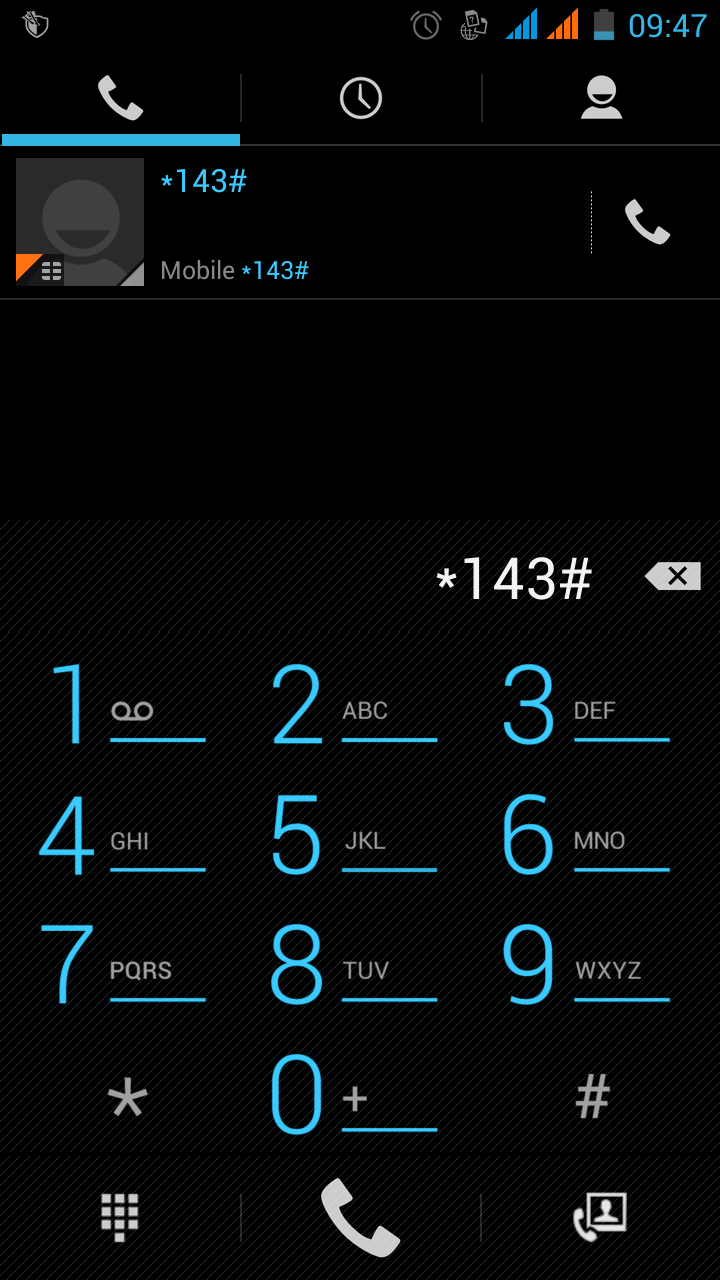 09:47
*143#
Mobile *143#
*143#
1 2 ABC 3 DEF
4 GHI 5 JKL 6 MNO
7 PQRS 8 TUV 9 WXYZ
* 0 + #